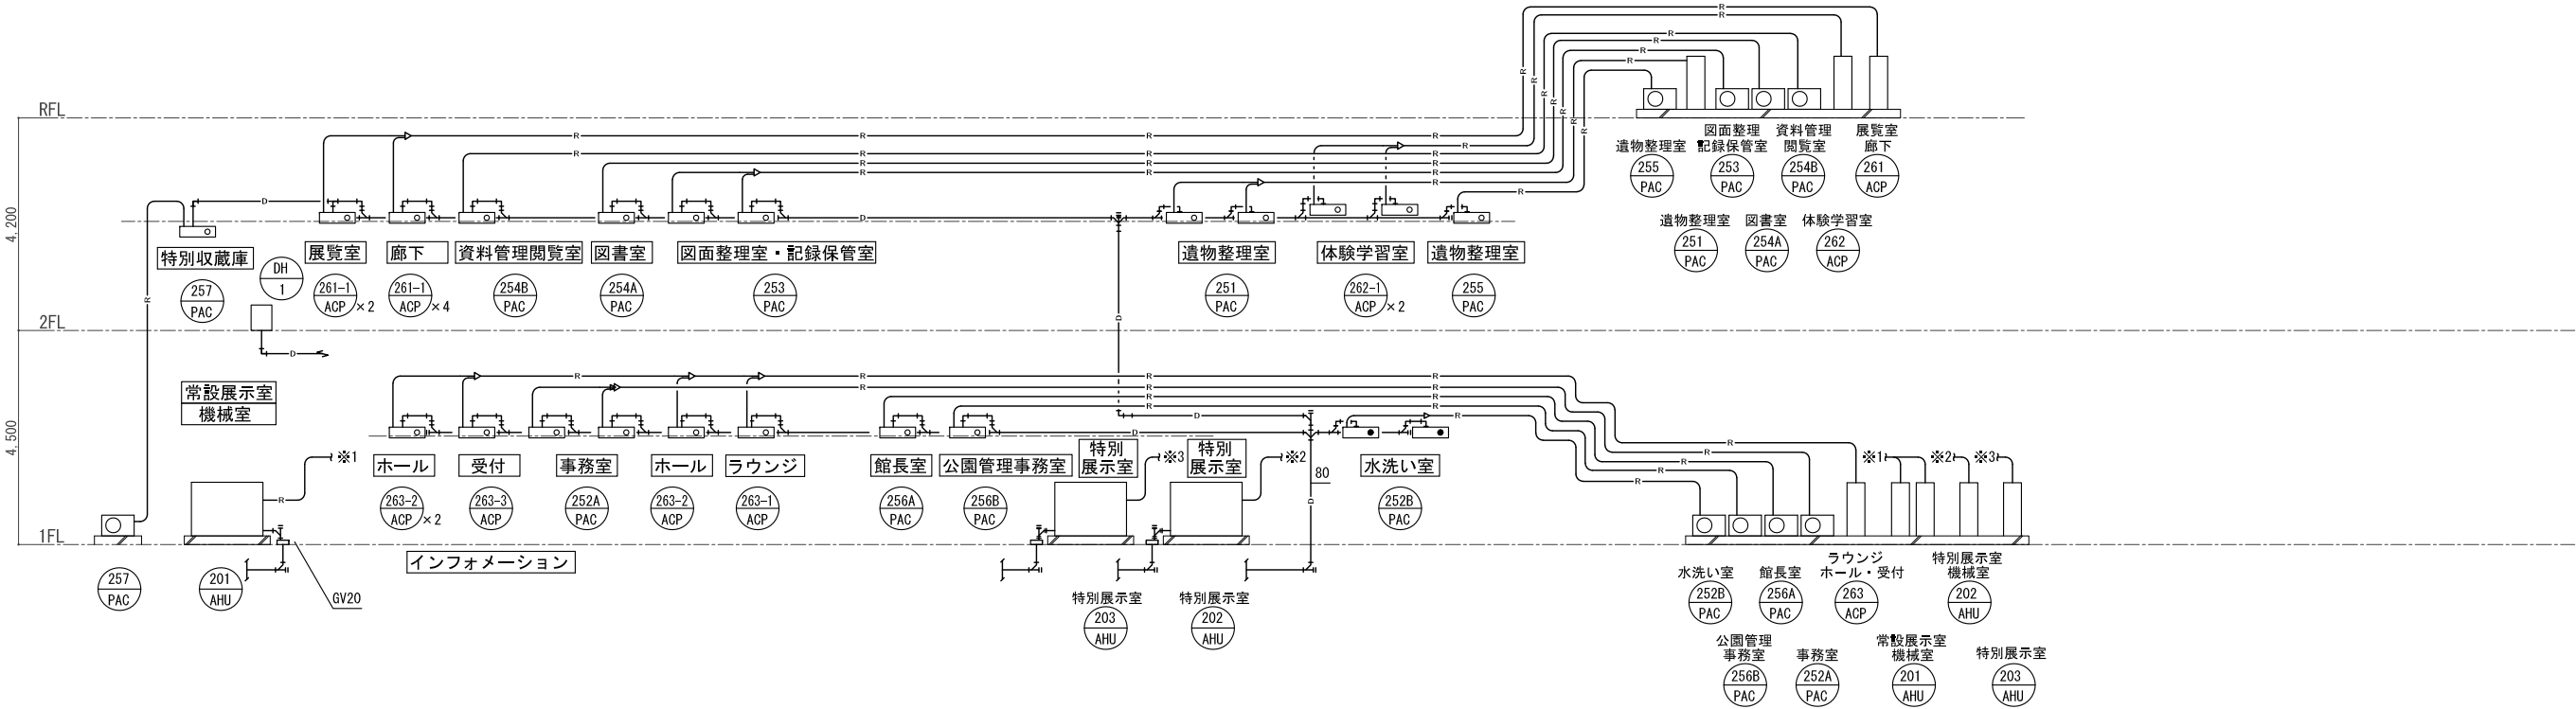 RFL
4,200
2FL
4,500
1FL
R
R
R
R
R
R
R
遺物整理室
255
PAC
図面整理
記録保管室
253
PAC
資料管理
閲覧室
254B
PAC
展覧室
廊下
261
ACP
遺物整理室
251
PAC
図書室
254A
PAC
体験学習室
262
ACP
D
R
D
特別収蔵庫
257
PAC
DH
1
展覧室
261-1
ACP
×2
廊下
261-1
ACP
×4
資料管理閲覧室
254B
PAC
図書室
254A
PAC
図面整理室・記録保管室
253
PAC
遺物整理室
251
PAC
体験学習室
262-1
ACP
×2
遺物整理室
255
PAC
D
D
常設展示室
機械室
※1
R
257
PAC
201
AHU
GV20
ホール
263-2
ACP
×2
受付
263-3
ACP
事務室
252A
PAC
ホール
263-2
ACP
ラウンジ
263-1
ACP
館長室
256A
PAC
公園管理事務室
256B
PAC
インフォメーション
特別
展示室
※3
特別
展示室
※2
D
D
80
D
水洗い室
252B
PAC
特別展示室
203
AHU
特別展示室
202
AHU
R
R
R
R
R
※1
※2
※3
水洗い室
252B
PAC
館長室
256A
PAC
ラウンジ
ホール・受付
263
ACP
特別展示室
機械室
202
AHU
公園管理
事務室
256B
PAC
事務室
252A
PAC
常設展示室
機械室
201
AHU
特別展示室
203
AHU